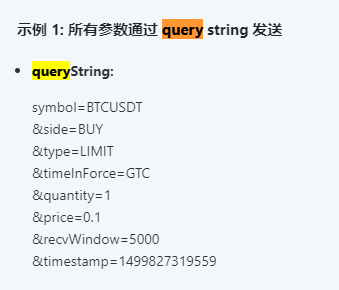 示例 1: 所有参数通过 query string 发送
queryString:
symbol=BTCUSDT
&side=BUY
&type=LIMIT
&timeInForce=GTC
&quantity=1
&price=0.1
&recvWindow=5000
&timestamp=1499827319559